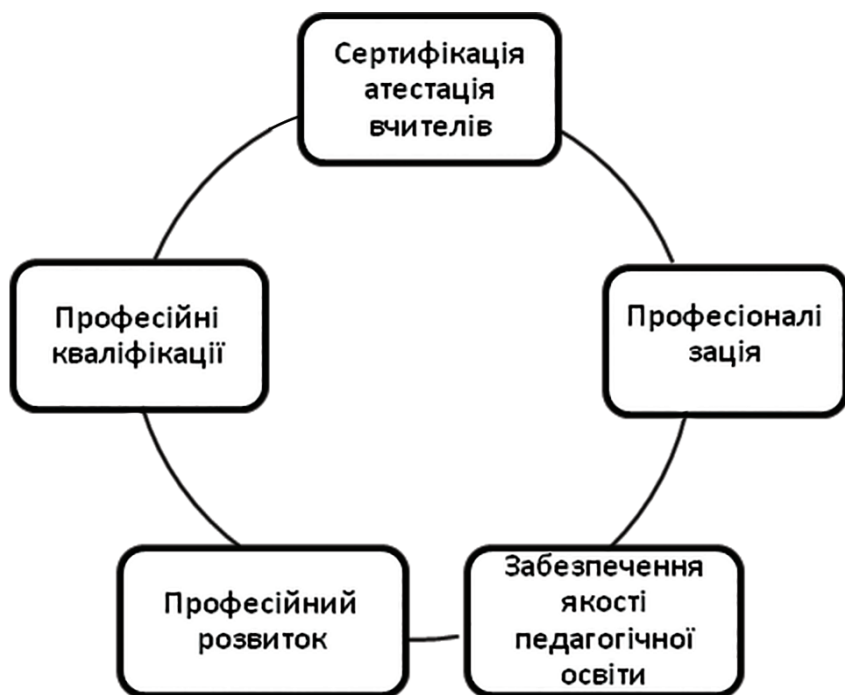 Сертифікація
атестація
вчителів
Професійні
кваліфікації
Професіоналі
зація
Професійний
розвиток
Забезпечення
якості
педагогічної
освіти